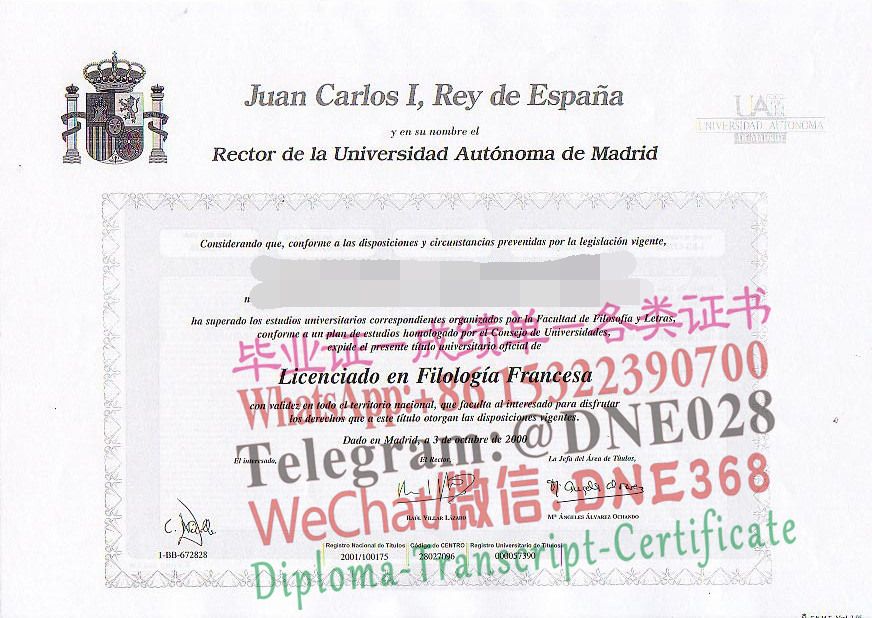 Juan Carlos I, Rey de España
y en su nombre el
Rector de la Universidad Autónoma de Madrid
UAM
UNIVERSIDAD AUTONOMA
Considerando que, conforme a las disposiciones y circunstancias prevenidas por la legislación vigente,
n
ha superado los estudios universitarios correspondientes organizados por la Facultad de Filosofía y Letras,
conforme a un plan de estudios homologado por el Consejo de Universidades,
expide el presente título universitario oficial de
毕业证—成绩单—各类证书
Licenciado en Filología Francesa
WhatsApp:+86 15322390700
con validez en todo el territorio nacional, que faculta al interesado para disfrutar
los derechos que a este título otorgan las disposiciones vigentes.
Telegram:@DNE028
Dado en Madrid, a 3 de octubre de 2000
El interesado,
El Rector,
La Jefa del Área de Títulos,
WeChat微信:DNE368
RAÚL VILLAR LÁZARO
Mª ÁNGELES ÁLVAREZ OCHANDO
1-BB-672828
Registro Nacional de Títulos
Código de CENTRO
Registro Universitario de Títulos
2001/100175
28027096
000057390
Diploma-Transcript-Certificate